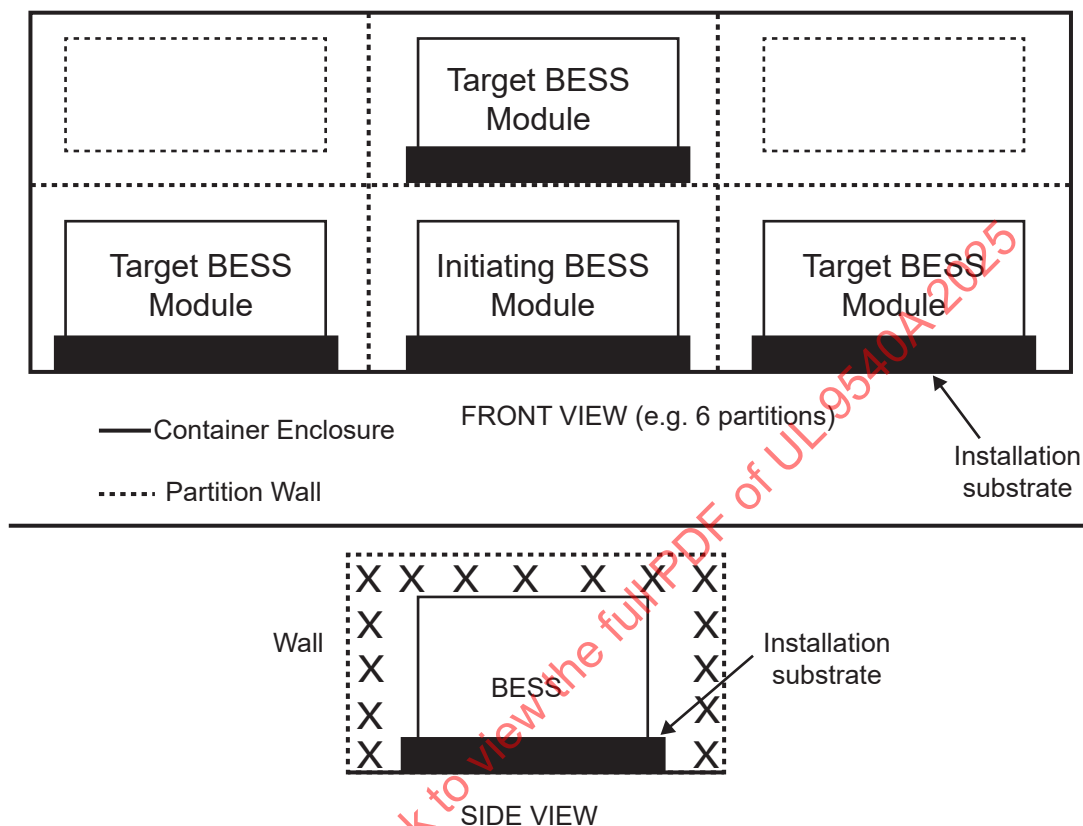 Target BESS
Module
Target BESS
Module
Initiating BESS
Module
Target BESS
Module
FRONT VIEW (e.g. 6 partitions)
Container Enclosure
Partition Wall
Installation
substrate
X X X X X X X
Wall
X
X
X
X
BESS
X
X
X
X
Installation
substrate
SIDE VIEW
k to view the full PDF of UL 9540A 2025